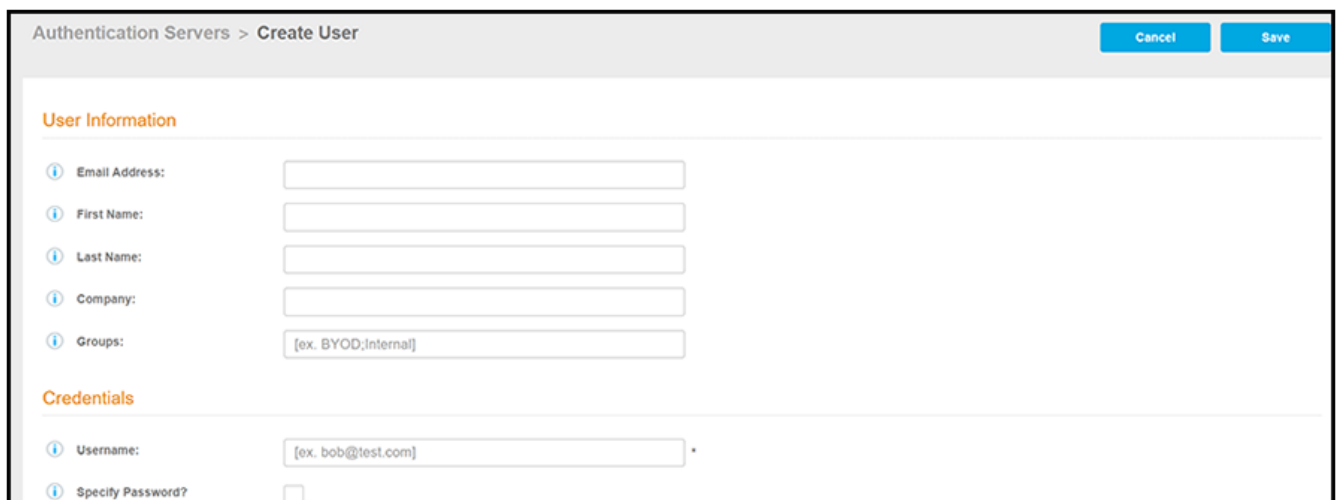 Authentication Servers > Create User
Cancel
Save
User Information
Email Address:
First Name:
Last Name:
Company:
Groups:
[ex. BYOD;Internal]
Credentials
Username:
[ex. bob@test.com]
*
Specify Password?